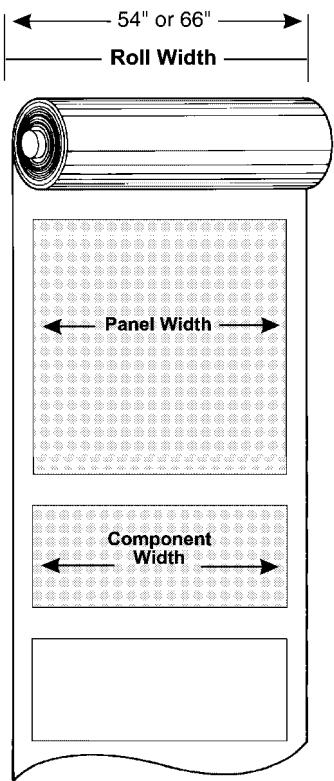 54" or 66"
Roll Width
Panel Width
Component
Width